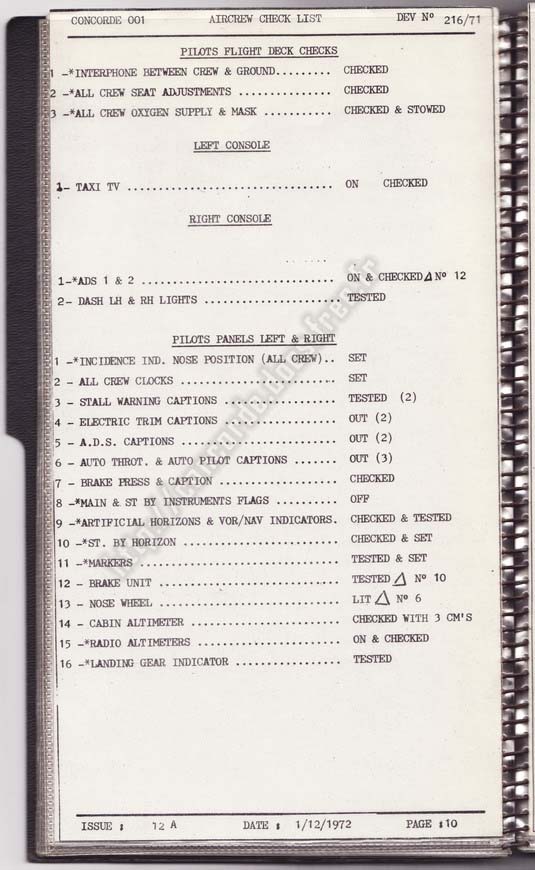 CONCORDE 001 AIRCREW CHECK LIST DEV Nº 216/71
PILOTS FLIGHT DECK CHECKS
1 -*INTERPHONE BETWEEN CREW & GROUND......... CHECKED
2 -*ALL CREW SEAT ADJUSTMENTS ............... CHECKED
3 -*ALL CREW OXYGEN SUPPLY & MASK ........... CHECKED & STOWED
LEFT CONSOLE
1- TAXI TV ................................ ON CHECKED
RIGHT CONSOLE
1-*ADS 1 & 2 .............................. ON & CHECKED △ Nº 12
2- DASH LH & RH LIGHTS ..................... TESTED
PILOTS PANELS LEFT & RIGHT
1 -*INCIDENCE IND. NOSE POSITION (ALL CREW).. SET
2 - ALL CREW CLOCKS ........................ SET
3 - STALL WARNING CAPTIONS ................. TESTED (2)
4 - ELECTRIC TRIM CAPTIONS ................. OUT (2)
5 - A.D.S. CAPTIONS ........................ OUT (2)
6 - AUTO THROT. & AUTO PILOT CAPTIONS ....... OUT (3)
7 - BRAKE PRESS & CAPTION .................. CHECKED
8 -*MAIN & ST BY INSTRUMENTS FLAGS .......... OFF
9 -*ARTIFICIAL HORIZONS & VOR/NAV INDICATORS. CHECKED & TESTED
10 -*ST. BY HORIZON ......................... CHECKED & SET
11 -*MARKERS ............................... TESTED & SET
12 - BRAKE UNIT ............................ TESTED △ Nº 10
13 - NOSE WHEEL ............................ LIT △ Nº 6
14 - CABIN ALTIMETER ....................... CHECKED WITH 3 CM'S
15 -*RADIO ALTIMETERS ...................... ON & CHECKED
16 -*LANDING GEAR INDICATOR ................ TESTED
ISSUE : 12 A DATE : 1/12/1972 PAGE :10